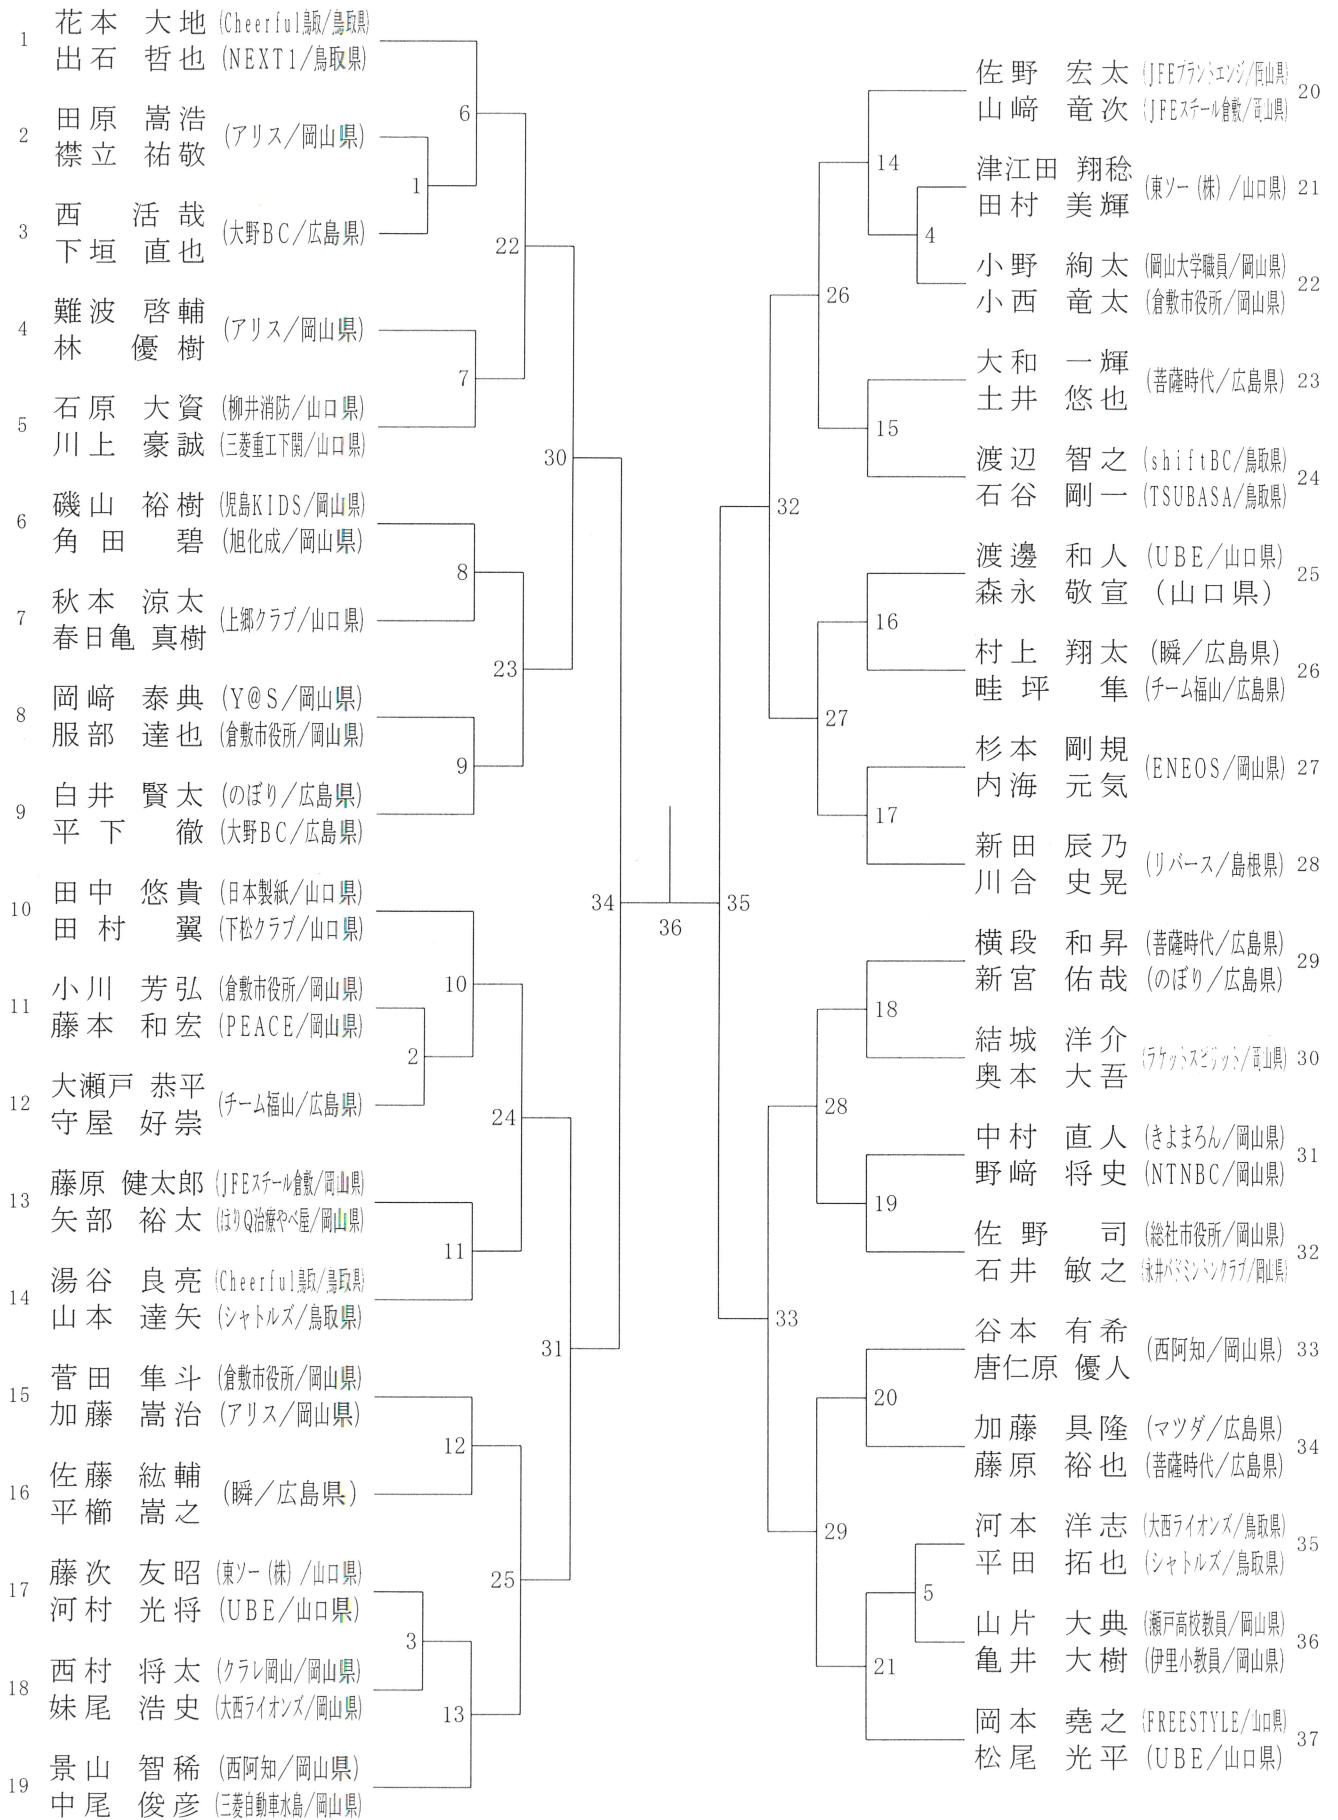 1
花本 大地 (Cheerful鳥取/鳥取県)
出石 哲也 (NEXT1/鳥取県)
2
田原 嵩浩
襟立 祐敬
(アリス/岡山県)
3
西 活哉
下垣 直也
(大野BC/広島県)
4
難波 啓輔
林 優樹
(アリス/岡山県)
5
石原 大資 (柳井消防/山口県)
川上 豪誠 (三菱重工下関/山口県)
6
磯山 裕樹 (児島KIDS/岡山県)
角田 碧 (旭化成/岡山県)
7
秋本 涼太
春日亀 真樹
(上郷クラブ/山口県)
8
岡﨑 泰典 (Y@S/岡山県)
服部 達也 (倉敷市役所/岡山県)
9
白井 賢太 (のぼり/広島県)
平下 徹 (大野BC/広島県)
10
田中 悠貴 (日本製紙/山口県)
田村 翼 (下松クラブ/山口県)
11
小川 芳弘 (倉敷市役所/岡山県)
藤本 和宏 (PEACE/岡山県)
12
大瀬戸 恭平
守屋 好崇
(チーム福山/広島県)
13
藤原 健太郎 (JFEスチール倉敷/岡山県)
矢部 裕太 (はりQ治療やべ屋/岡山県)
14
湯谷 良亮 (Cheerful鳥取/鳥取県)
山本 達矢 (シャトルズ/鳥取県)
15
菅田 隼斗 (倉敷市役所/岡山県)
加藤 嵩治 (アリス/岡山県)
16
佐藤 紘輔
平櫛 嵩之
(瞬/広島県)
17
藤次 友昭 (東ソー(株)/山口県)
河村 光将 (UBE/山口県)
18
西村 将太 (クラレ岡山/岡山県)
妹尾 浩史 (大西ライオンズ/岡山県)
19
景山 智稀 (西阿知/岡山県)
中尾 俊彦 (三菱自動車水島/岡山県)
6
1
22
7
30
8
23
9
34
10
2
24
11
31
12
25
3
13
36
35
14
4
26
15
32
16
27
17
18
28
19
33
20
29
5
21
佐野 宏太 (JFEプラントエンジ/岡山県)
山﨑 竜次 (JFEスチール倉敷/岡山県)
20
津江田 翔稔
田村 美輝
(東ソー(株)/山口県)
21
小野 絢太 (岡山大学職員/岡山県)
小西 竜太 (倉敷市役所/岡山県)
22
大和 一輝
土井 悠也
(菩薩時代/広島県)
23
渡辺 智之 (shiftBC/鳥取県)
石谷 剛一 (TSUBASA/鳥取県)
24
渡邊 和人 (UBE/山口県)
森永 敬宣 (山口県)
25
村上 翔太 (瞬/広島県)
畦坪 隼 (チーム福山/広島県)
26
杉本 剛規
内海 元気
(ENEOS/岡山県)
27
新田 辰乃
川合 史晃
(リバース/島根県)
28
横段 和昇 (菩薩時代/広島県)
新宮 佑哉 (のぼり/広島県)
29
結城 洋介
奥本 大吾
(ラケットスピリット/岡山県)
30
中村 直人 (きよまろん/岡山県)
野﨑 将史 (NTNBC/岡山県)
31
佐野 司 (総社市役所/岡山県)
石井 敏之 (永井バドミントンクラブ/岡山県)
32
谷本 有希
唐仁原 優人
(西阿知/岡山県)
33
加藤 具隆 (マツダ/広島県)
藤原 裕也 (菩薩時代/広島県)
34
河本 洋志 (大西ライオンズ/鳥取県)
平田 拓也 (シャトルズ/鳥取県)
35
山片 大典 (瀬戸高校教員/岡山県)
亀井 大樹 (伊里小教員/岡山県)
36
岡本 堯之 (FREESTYLE/山口県)
松尾 光平 (UBE/山口県)
37